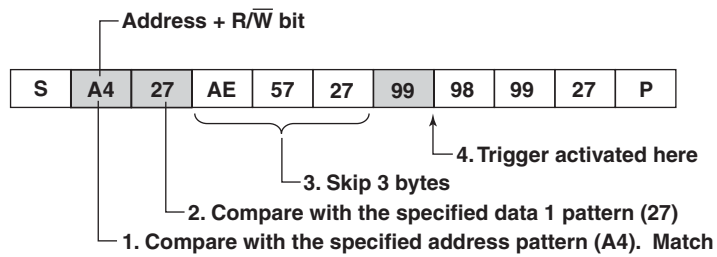 Address + R/W̅ bit
S A4 27 AE 57 27 99 98 99 27 P
4. Trigger activated here
3. Skip 3 bytes
2. Compare with the specified data 1 pattern (27)
1. Compare with the specified address pattern (A4). Match